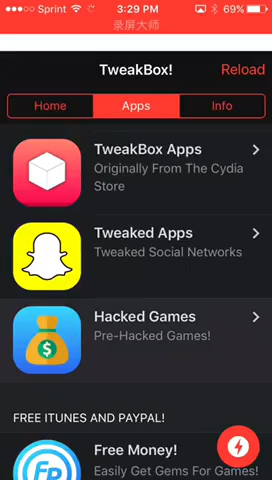 Sprint 3:29 PM 69%
录屏大师
TweakBox! Reload
Home Apps Info
TweakBox Apps
Originally From The Cydia
Store
Tweaked Apps
Tweaked Social Networks
Hacked Games
Pre-Hacked Games!
$
FREE ITUNES AND PAYPAL!
Free Money!
Easily Get Gems For Games!
FP